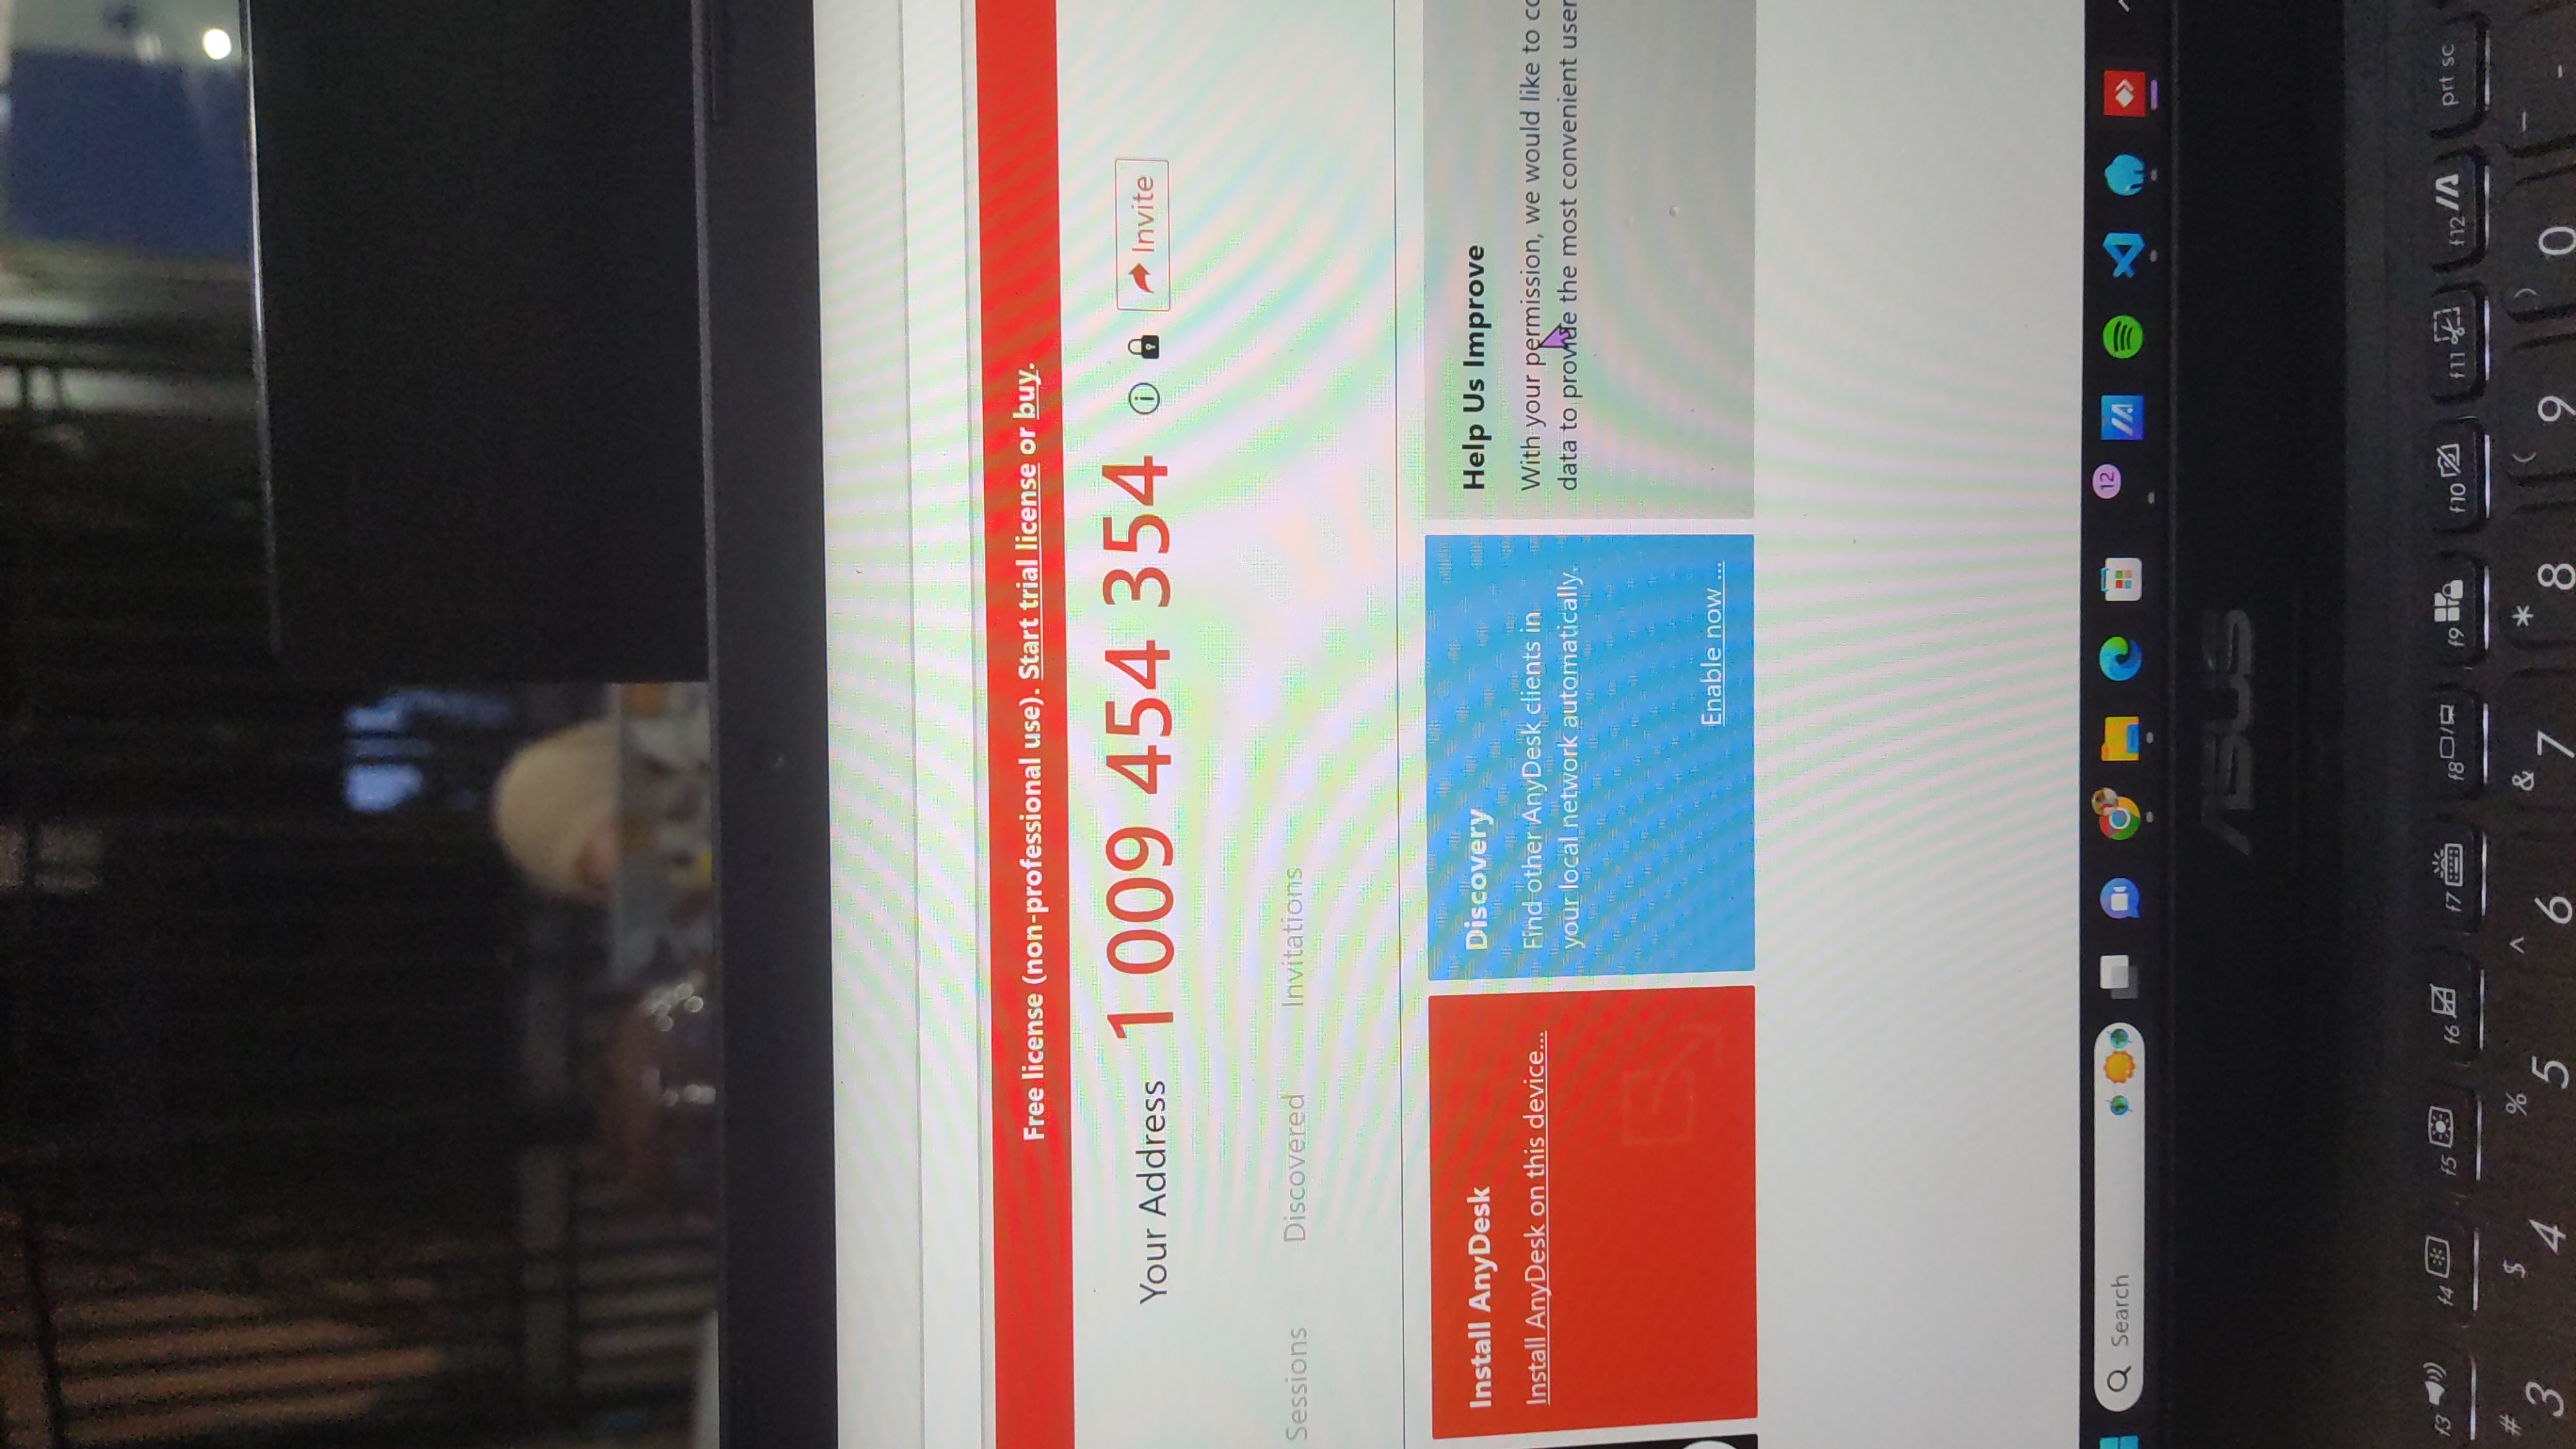 Free license (non-professional use). Start trial license or buy.
Your Address 1 009 454 354 Invite
Sessions Discovered Invitations
Install AnyDesk
Install AnyDesk on this device...
Discovery
Find other AnyDesk clients in
your local network automatically.
Enable now ...
Help Us Improve
With your permission, we would like to co
data to provide the most convenient user
Search
12
ASUS
f3 f4 f5 f6 f7 f8 f9 f10 f11 f12 prt sc
# $ % ^ & * ( ) _
3 4 5 6 7 8 9 0 -